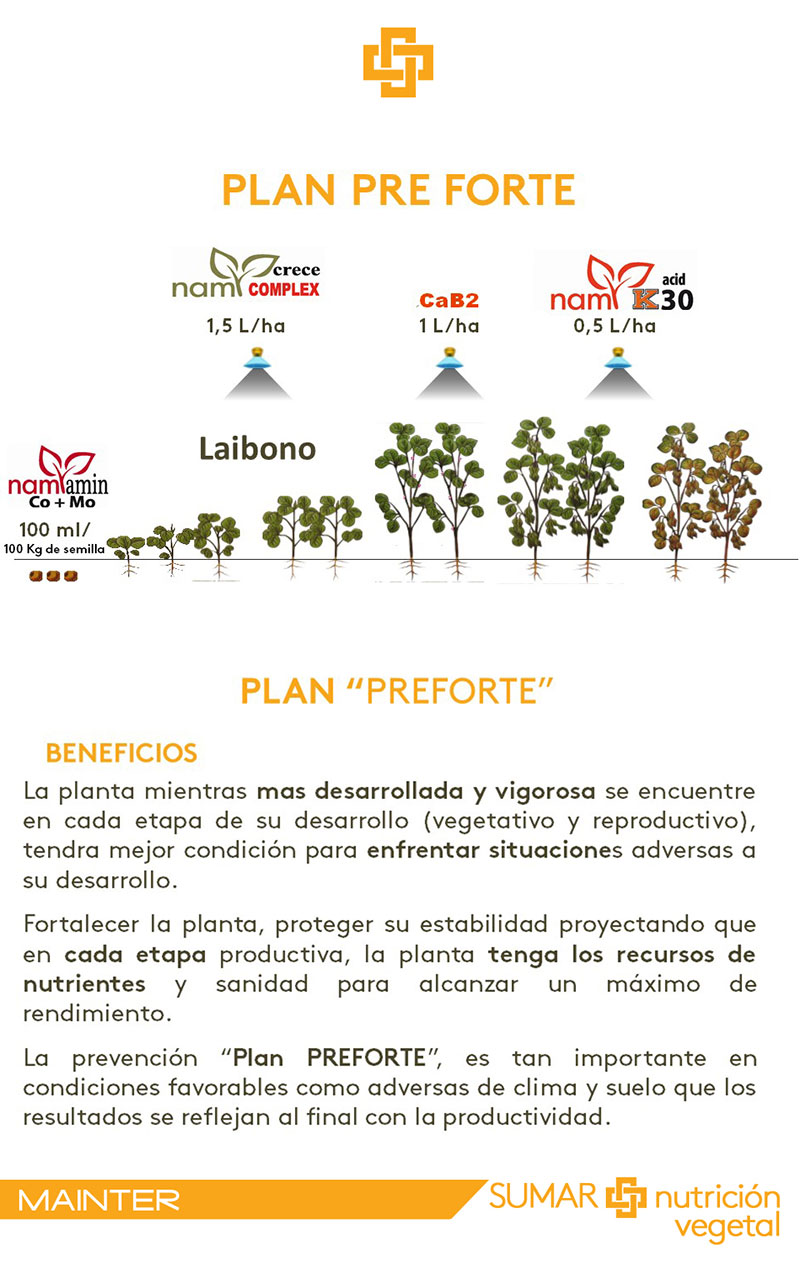 PLAN PRE FORTE
nam crece
COMPLEX
1,5 L/ha
CaB2
1 L/ha
nam acid
K30
0,5 L/ha
Laibono
namamin
Co + Mo
100 ml/
100 Kg de semilla
PLAN “PREFORTE”
BENEFICIOS
La planta mientras mas desarrollada y vigorosa se encuentre
en cada etapa de su desarrollo (vegetativo y reproductivo),
tendra mejor condición para enfrentar situaciones adversas a
su desarrollo.
Fortalecer la planta, proteger su estabilidad proyectando que
en cada etapa productiva, la planta tenga los recursos de
nutrientes y sanidad para alcanzar un máximo de
rendimiento.
La prevención “Plan PREFORTE”, es tan importante en
condiciones favorables como adversas de clima y suelo que los
resultados se reflejan al final con la productividad.
MAINTER
SUMAR nutrición
vegetal